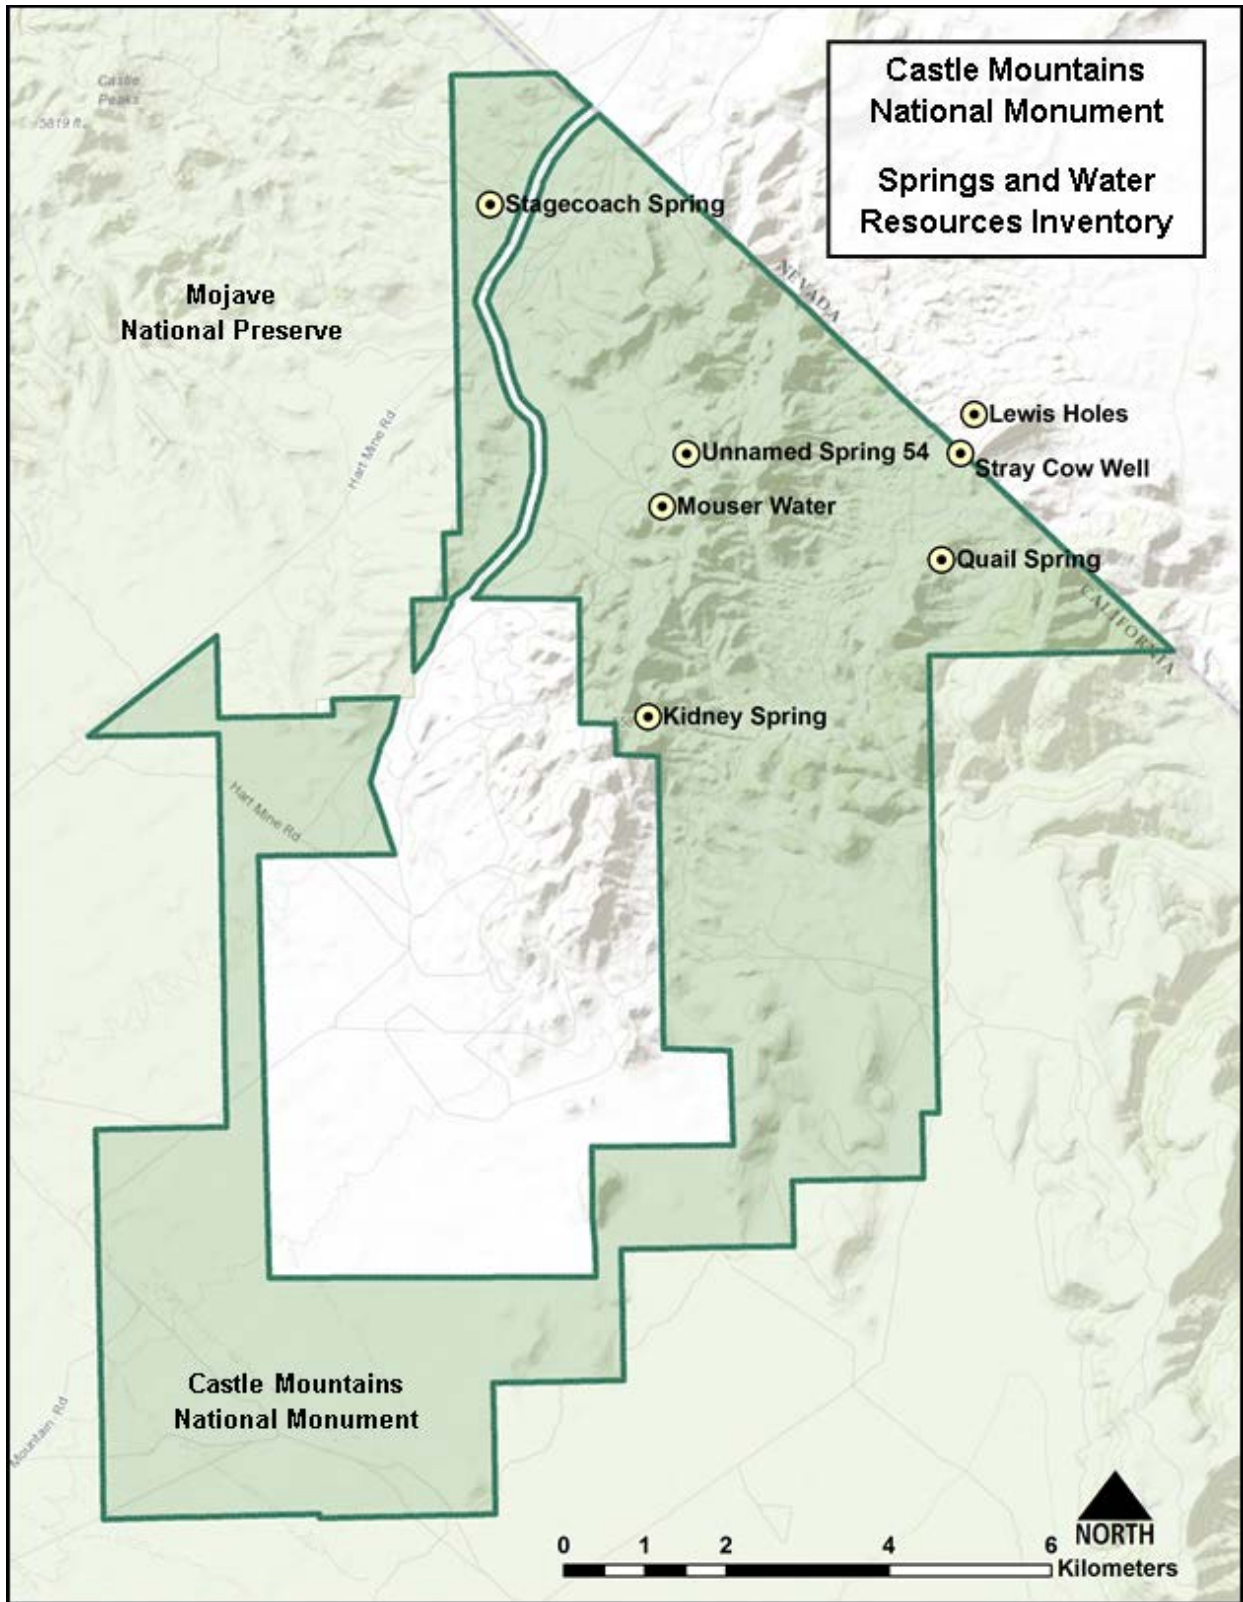 Castle Mountains
National Monument
Springs and Water
Resources Inventory
Castle
Peaks
5819 ft.
Stagecoach Spring
NEVADA
Mojave
National Preserve
Hart Mine Rd
Lewis Holes
Unnamed Spring 54
Stray Cow Well
Mouser Water
Quail Spring
CALIFORNIA
Kidney Spring
Hart Mine Rd
Castle Mountains
National Monument
Mountain Rd
NORTH
0 1 2 4 6
Kilometers